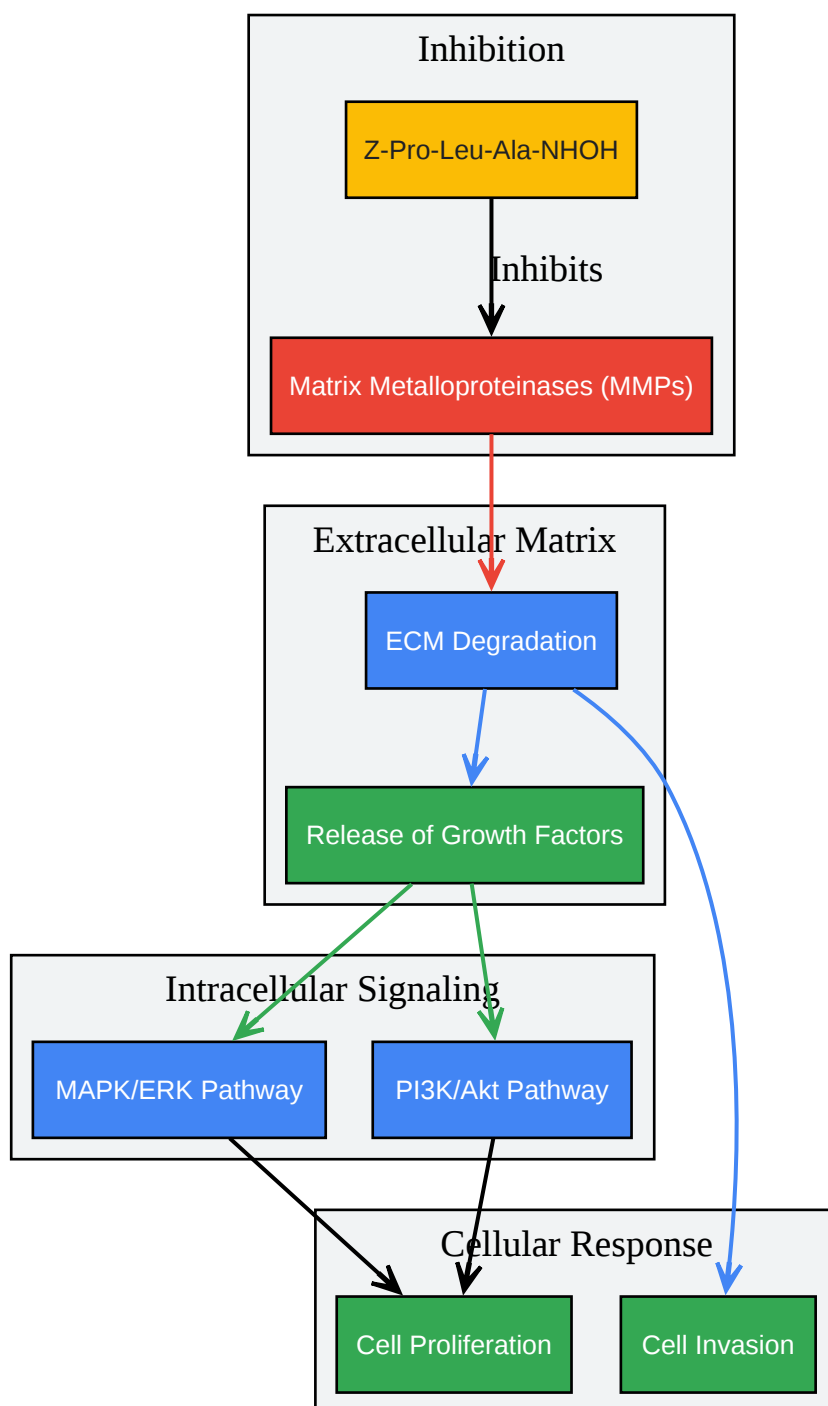 Inhibition
Z-Pro-Leu-Ala-NHOH
Inhibits
Matrix Metalloproteinases (MMPs)
Extracellular Matrix
ECM Degradation
Release of Growth Factors
Intracellular Signaling
MAPK/ERK Pathway
PI3K/Akt Pathway
Cellular Response
Cell Proliferation
Cell Invasion